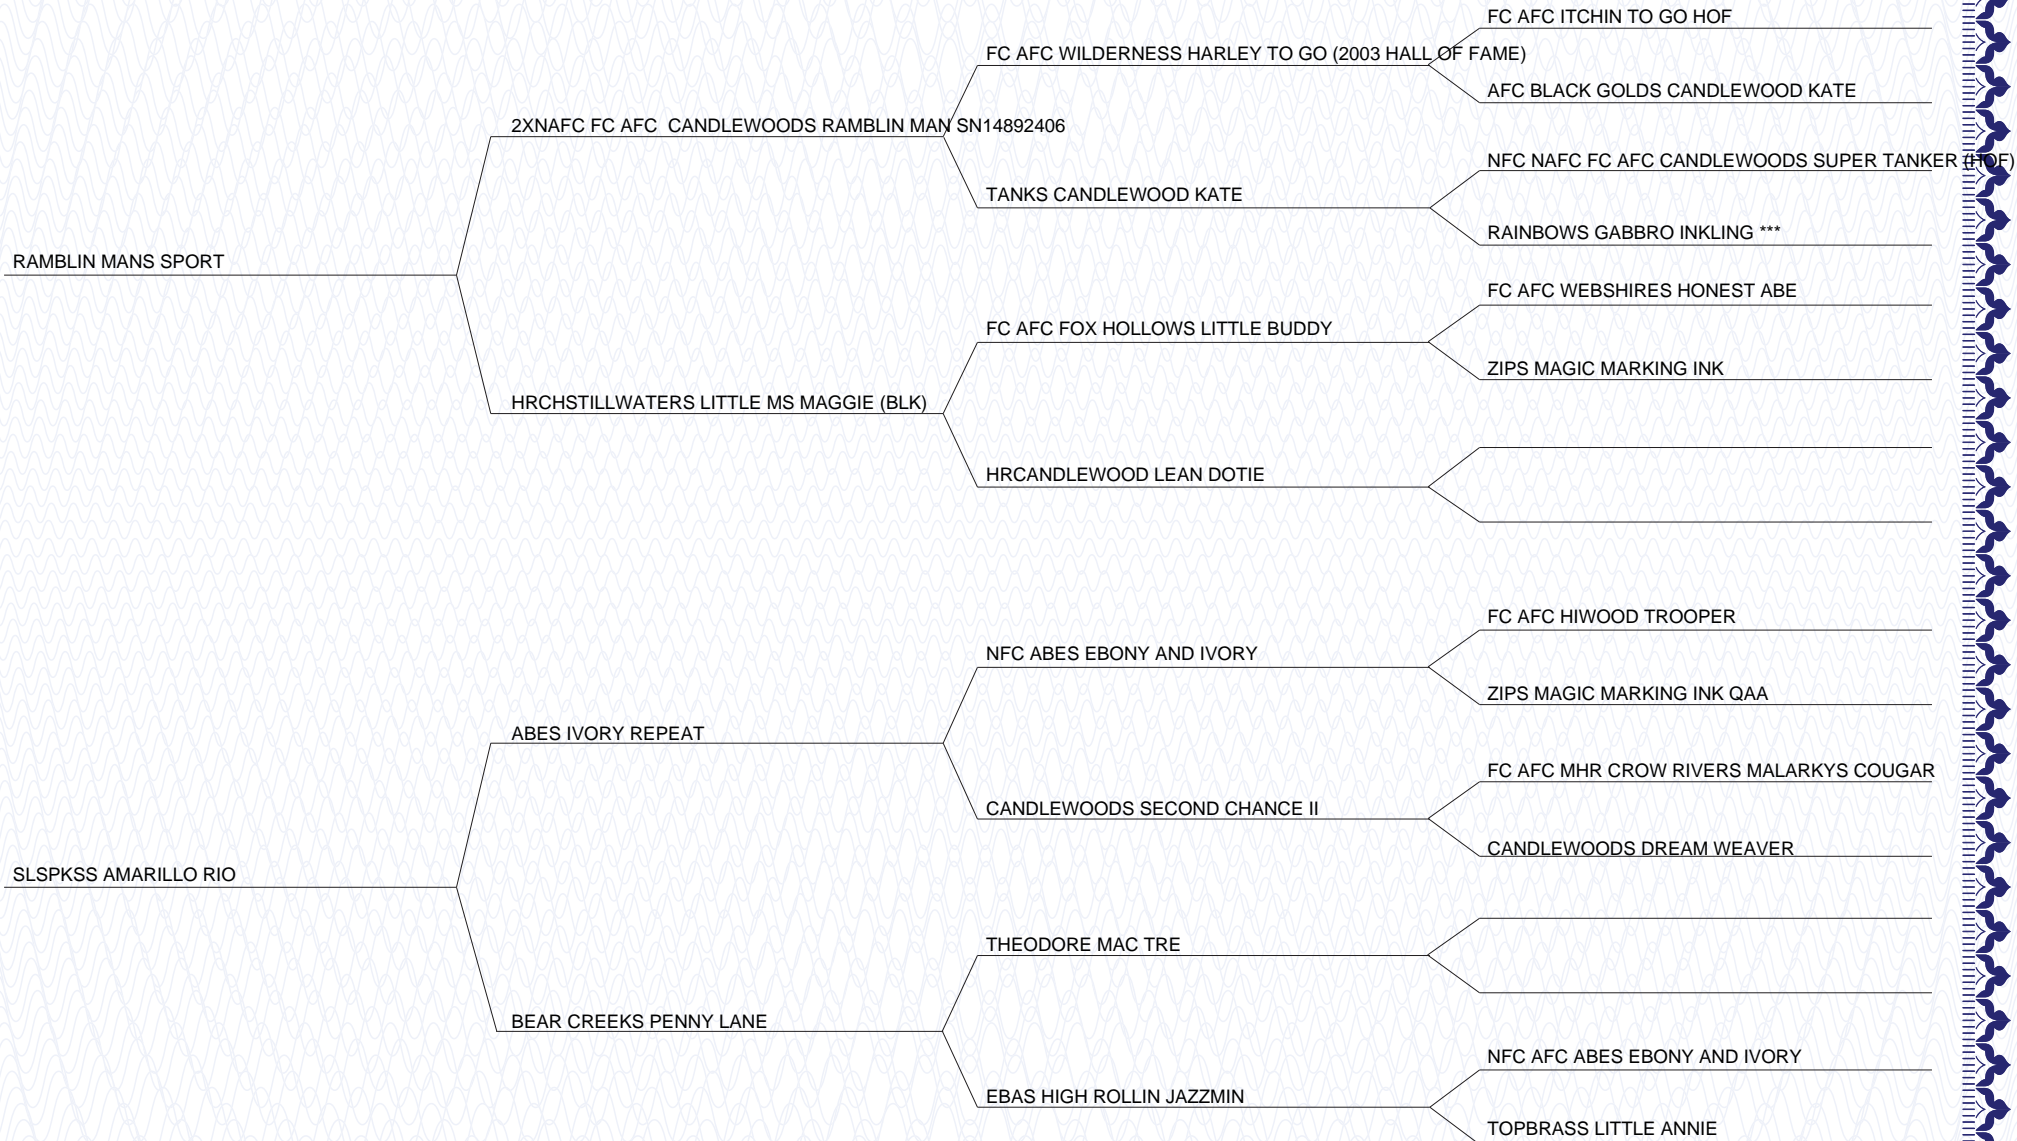 FC AFC ITCHIN TO GO HOF
FC AFC WILDERNESS HARLEY TO GO (2003 HALL OF FAME)
AFC BLACK GOLDS CANDLEWOOD KATE
2XNAFC FC AFC  CANDLEWOODS RAMBLIN MAN SN14892406
NFC NAFC FC AFC CANDLEWOODS SUPER TANKER (HOF)
TANKS CANDLEWOOD KATE
RAINBOWS GABBRO INKLING ***
RAMBLIN MANS SPORT
FC AFC WEBSHIRES HONEST ABE
FC AFC FOX HOLLOWS LITTLE BUDDY
ZIPS MAGIC MARKING INK
HRCHSTILLWATERS LITTLE MS MAGGIE (BLK)
HRCANDLEWOOD LEAN DOTIE
FC AFC HIWOOD TROOPER
NFC ABES EBONY AND IVORY
ZIPS MAGIC MARKING INK QAA
ABES IVORY REPEAT
FC AFC MHR CROW RIVERS MALARKYS COUGAR
CANDLEWOODS SECOND CHANCE II
CANDLEWOODS DREAM WEAVER
SLSPKSS AMARILLO RIO
THEODORE MAC TRE
BEAR CREEKS PENNY LANE
NFC AFC ABES EBONY AND IVORY
EBAS HIGH ROLLIN JAZZMIN
TOPBRASS LITTLE ANNIE